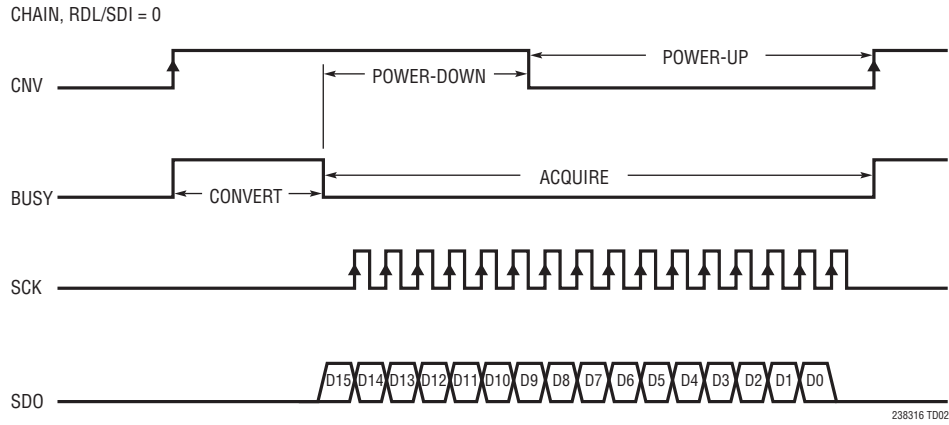 CHAIN, RDL/SDI = 0
CNV
POWER-DOWN
POWER-UP
BUSY
CONVERT
ACQUIRE
SCK
SDO
D15 D14 D13 D12 D11 D10 D9 D8 D7 D6 D5 D4 D3 D2 D1 D0
238316 TD02